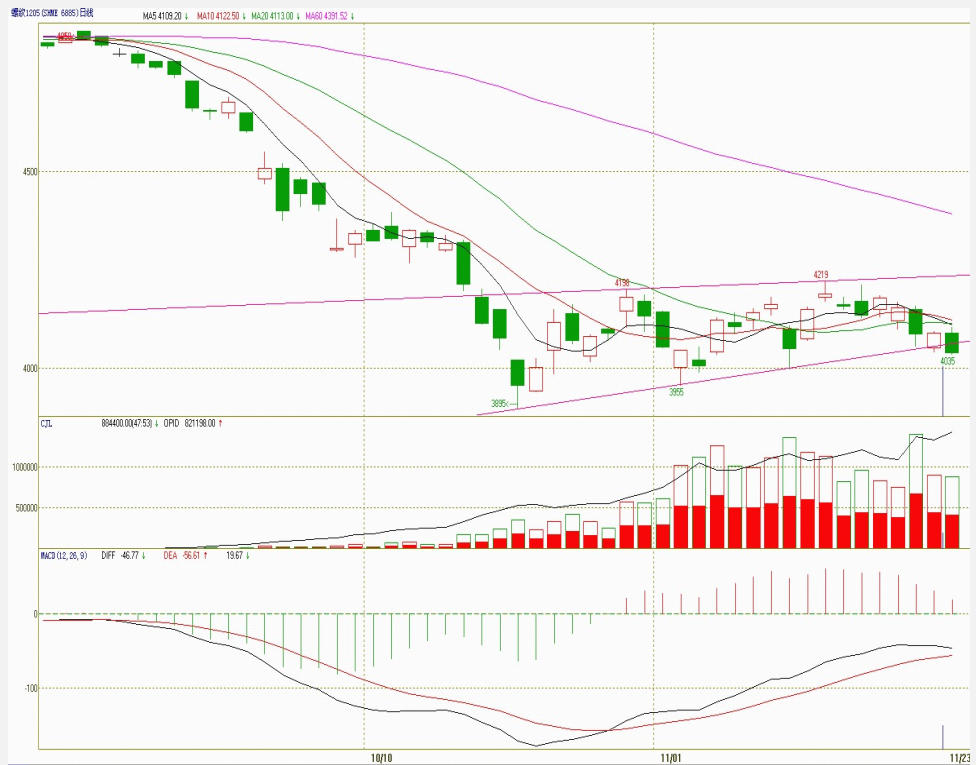 螺纹1205(SHME 6885)日线 MA5 4109.20↓ MA10 4122.50↓ MA20 4113.00↓ MA60 4391.52↓
4500
4198
4219
4000
4035
3955
3895←
CJL 884400.00(47:53)↓ OPID 821198.00↑
1000000
500000
MACD(12,26,9) DIFF -46.77↓ DEA -56.61↑ 19.67↓
0
-100
10/10 11/01 11/23